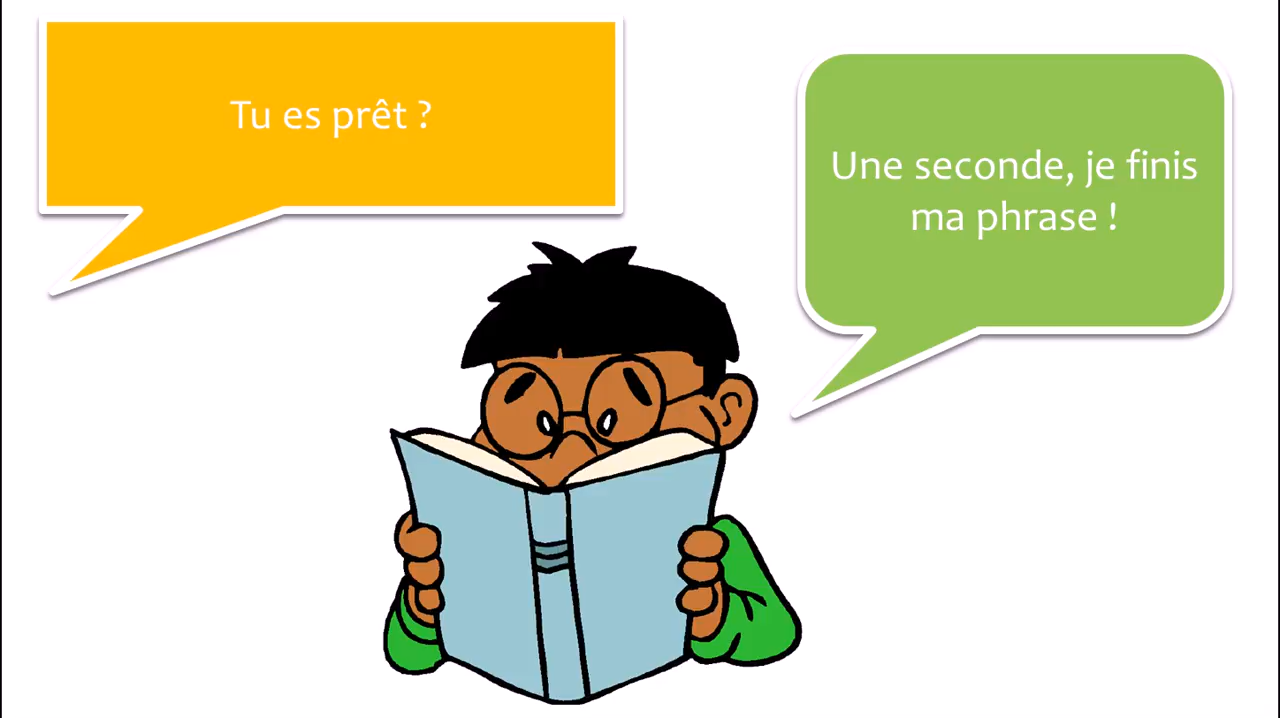 Tu es prêt ?
Une seconde, je finis
ma phrase !